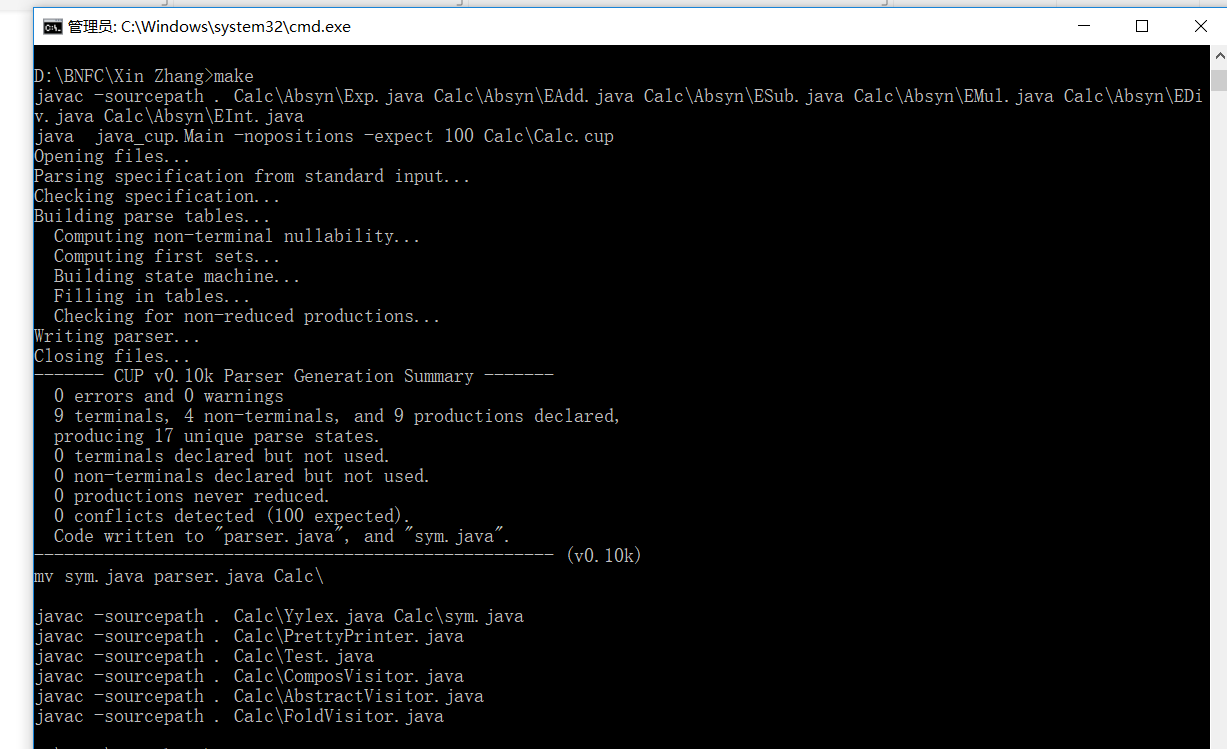 管理员: C:\Windows\system32\cmd.exe
D:\BNFC\Xin Zhang>make
javac -sourcepath . Calc\Absyn\Exp.java Calc\Absyn\EAdd.java Calc\Absyn\ESub.java Calc\Absyn\EMul.java Calc\Absyn\EDi
v.java Calc\Absyn\EInt.java
java  java_cup.Main -nopositions -expect 100 Calc\Calc.cup
Opening files...
Parsing specification from standard input...
Checking specification...
Building parse tables...
  Computing non-terminal nullability...
  Computing first sets...
  Building state machine...
  Filling in tables...
  Checking for non-reduced productions...
Writing parser...
Closing files...
------- CUP v0.10k Parser Generation Summary -------
  0 errors and 0 warnings
  9 terminals, 4 non-terminals, and 9 productions declared,
  producing 17 unique parse states.
  0 terminals declared but not used.
  0 non-terminals declared but not used.
  0 productions never reduced.
  0 conflicts detected (100 expected).
  Code written to "parser.java", and "sym.java".
---------------------------------------------------- (v0.10k)
mv sym.java parser.java Calc\
javac -sourcepath . Calc\Yylex.java Calc\sym.java
javac -sourcepath . Calc\PrettyPrinter.java
javac -sourcepath . Calc\Test.java
javac -sourcepath . Calc\ComposVisitor.java
javac -sourcepath . Calc\AbstractVisitor.java
javac -sourcepath . Calc\FoldVisitor.java